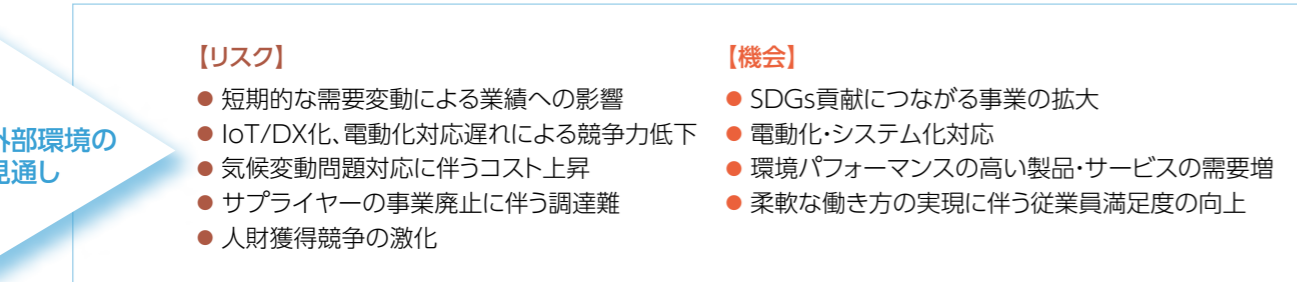 外部環境の
見通し
【リスク】
● 短期的な需要変動による業績への影響
● IoT/DX化、電動化対応遅れによる競争力低下
● 気候変動問題対応に伴うコスト上昇
● サプライヤーの事業廃止に伴う調達難
● 人財獲得競争の激化
【機会】
● SDGs貢献につながる事業の拡大
● 電動化・システム化対応
● 環境パフォーマンスの高い製品・サービスの需要増
● 柔軟な働き方の実現に伴う従業員満足度の向上